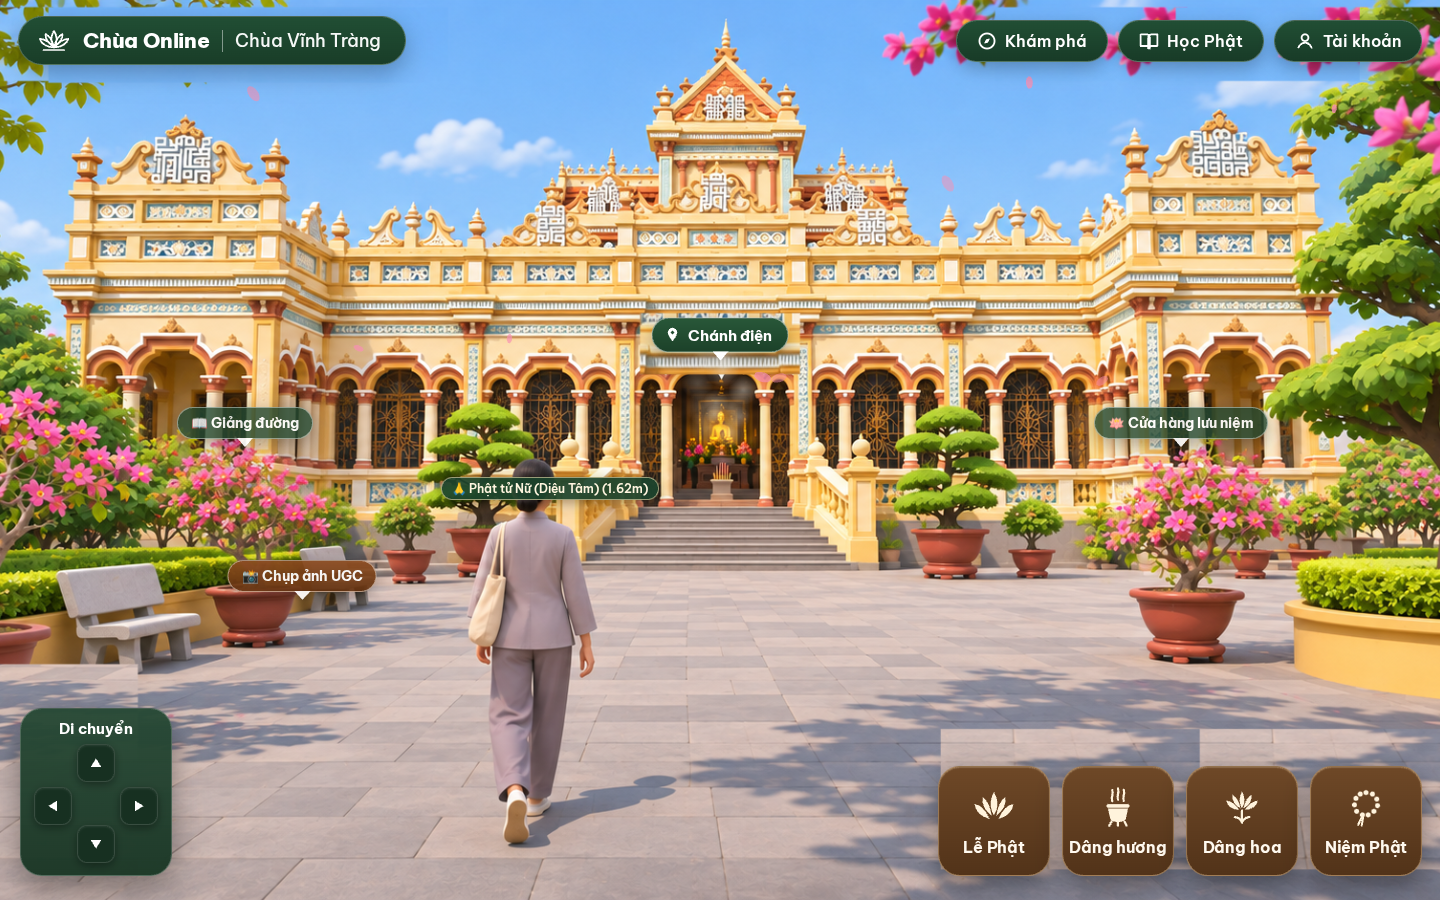 Chùa Online
Chùa Vĩnh Tràng
Khám phá
Học Phật
Tài khoản
Chánh điện
📖 Giảng đường
🪷 Cửa hàng lưu niệm
🙏 Phật tử Nữ (Diệu Tâm) (1.62m)
📸 Chụp ảnh UGC
Di chuyển
Lễ Phật
Dâng hương
Dâng hoa
Niệm Phật